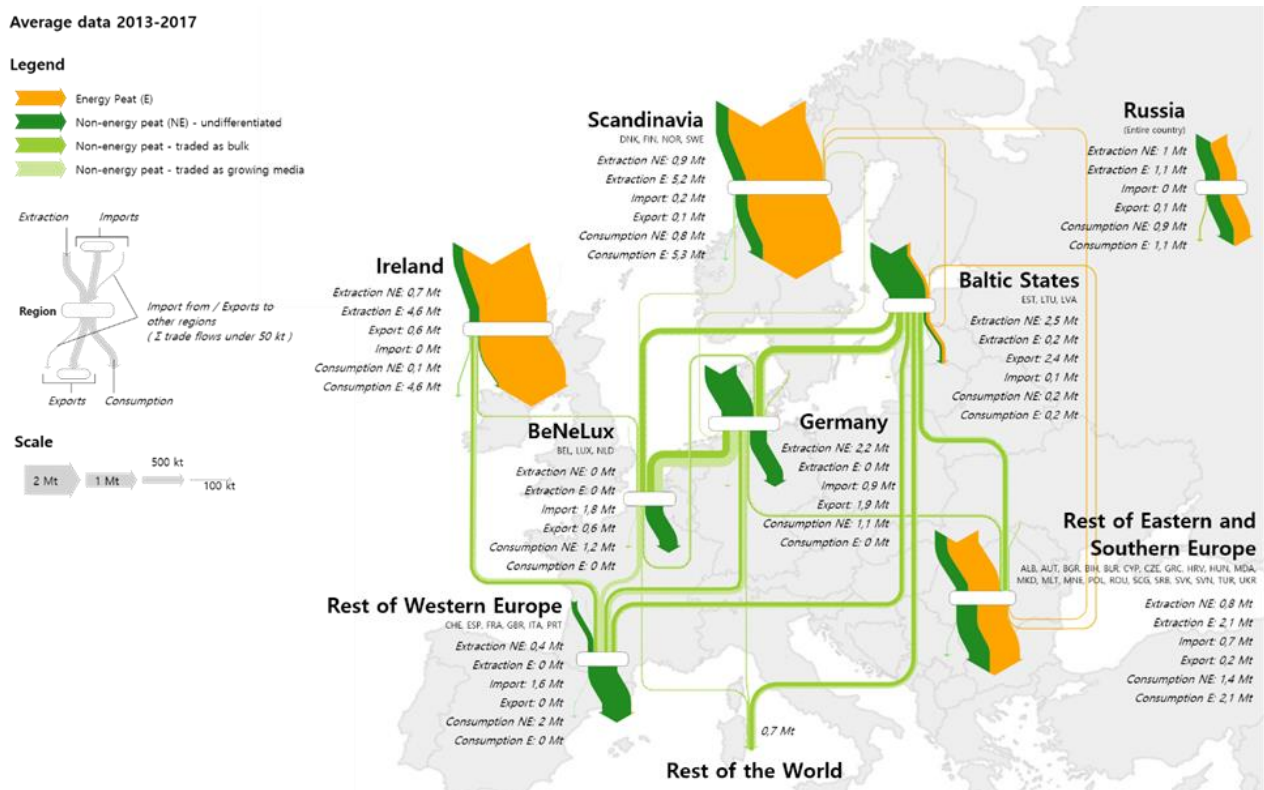 Average data 2013-2017
Legend
Energy Peat (E)
Non-energy peat (NE) - undifferentiated
Non-energy peat - traded as bulk
Non-energy peat - traded as growing media
Extraction
Imports
Region
Import from / Exports to
other regions
( Σ trade flows under 50 kt )
Exports
Consumption
Scale
2 Mt
1 Mt
500 kt
100 kt
Scandinavia
DNK, FIN, NOR, SWE
Extraction NE: 0,9 Mt
Extraction E: 5,2 Mt
Import: 0,2 Mt
Export: 0,1 Mt
Consumption NE: 0,8 Mt
Consumption E: 5,3 Mt
Russia
(Entire country)
Extraction NE: 1 Mt
Extraction E: 1,1 Mt
Import: 0 Mt
Export: 0,1 Mt
Consumption NE: 0,9 Mt
Consumption E: 1,1 Mt
Ireland
Extraction NE: 0,7 Mt
Extraction E: 4,6 Mt
Export: 0,6 Mt
Import: 0 Mt
Consumption NE: 0,1 Mt
Consumption E: 4,6 Mt
Baltic States
EST, LTU, LVA
Extraction NE: 2,5 Mt
Extraction E: 0,2 Mt
Export: 2,4 Mt
Import: 0,1 Mt
Consumption NE: 0,2 Mt
Consumption E: 0,2 Mt
BeNeLux
BEL, LUX, NLD
Extraction NE: 0 Mt
Extraction E: 0 Mt
Import: 1,8 Mt
Export: 0,6 Mt
Consumption NE: 1,2 Mt
Consumption E: 0 Mt
Germany
Extraction NE: 2,2 Mt
Extraction E: 0 Mt
Import: 0,9 Mt
Export: 1,9 Mt
Consumption NE: 1,1 Mt
Consumption E: 0 Mt
Rest of Eastern and
Southern Europe
ALB, AUT, BGR, BIH, BLR, CYP, CZE, GRC, HRV, HUN, MDA,
MKD, MLT, MNE, POL, ROU, SCG, SRB, SVK, SVN, TUR, UKR
Extraction NE: 0,8 Mt
Extraction E: 2,1 Mt
Import: 0,7 Mt
Export: 0,2 Mt
Consumption NE: 1,4 Mt
Consumption E: 2,1 Mt
Rest of Western Europe
CHE, ESP, FRA, GBR, ITA, PRT
Extraction NE: 0,4 Mt
Extraction E: 0 Mt
Import: 1,6 Mt
Export: 0 Mt
Consumption NE: 2 Mt
Consumption E: 0 Mt
0,7 Mt
Rest of the World